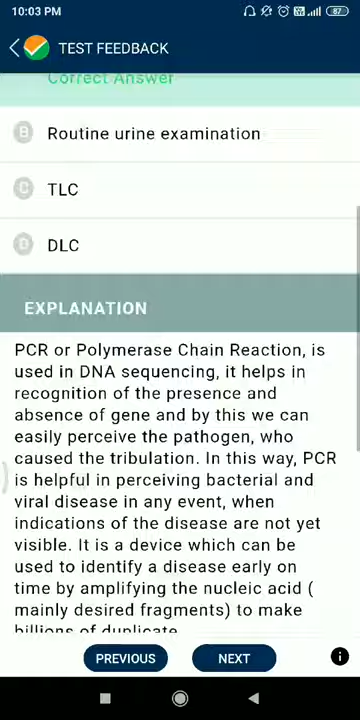 10:03 PM
87
TEST FEEDBACK
Correct Answer
B Routine urine examination
C TLC
D DLC
EXPLANATION
PCR or Polymerase Chain Reaction, is
used in DNA sequencing, it helps in
recognition of the presence and
absence of gene and by this we can
easily perceive the pathogen, who
caused the tribulation. In this way, PCR
is helpful in perceiving bacterial and
viral disease in any event, when
indications of the disease are not yet
visible. It is a device which can be
used to identify a disease early on
time by amplifying the nucleic acid (
mainly desired fragments) to make
billions of duplicate
PREVIOUS
NEXT